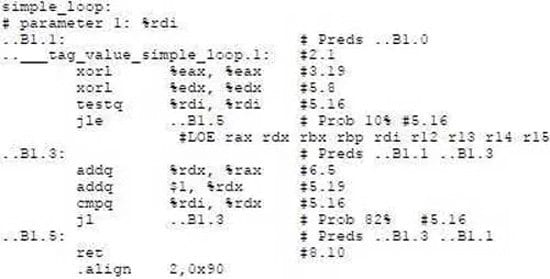 simple_loop:
# parameter 1: %rdi
..B1.1: # Preds ..B1.0
..___tag_value_simple_loop.1: #2.1
xorl %eax, %eax #3.19
xorl %edx, %edx #5.8
testq %rdi, %rdi #5.16
jle ..B1.5 # Prob 10% #5.16
#LOE rax rdx rbx rbp rdi r12 r13 r14 r15
..B1.3: # Preds ..B1.1 ..B1.3
addq %rdx, %rax #6.5
addq $1, %rdx #5.19
cmpq %rdi, %rdx #5.16
jl ..B1.3 # Prob 82% #5.16
..B1.5: # Preds ..B1.3 ..B1.1
ret #8.10
.align 2,0x90